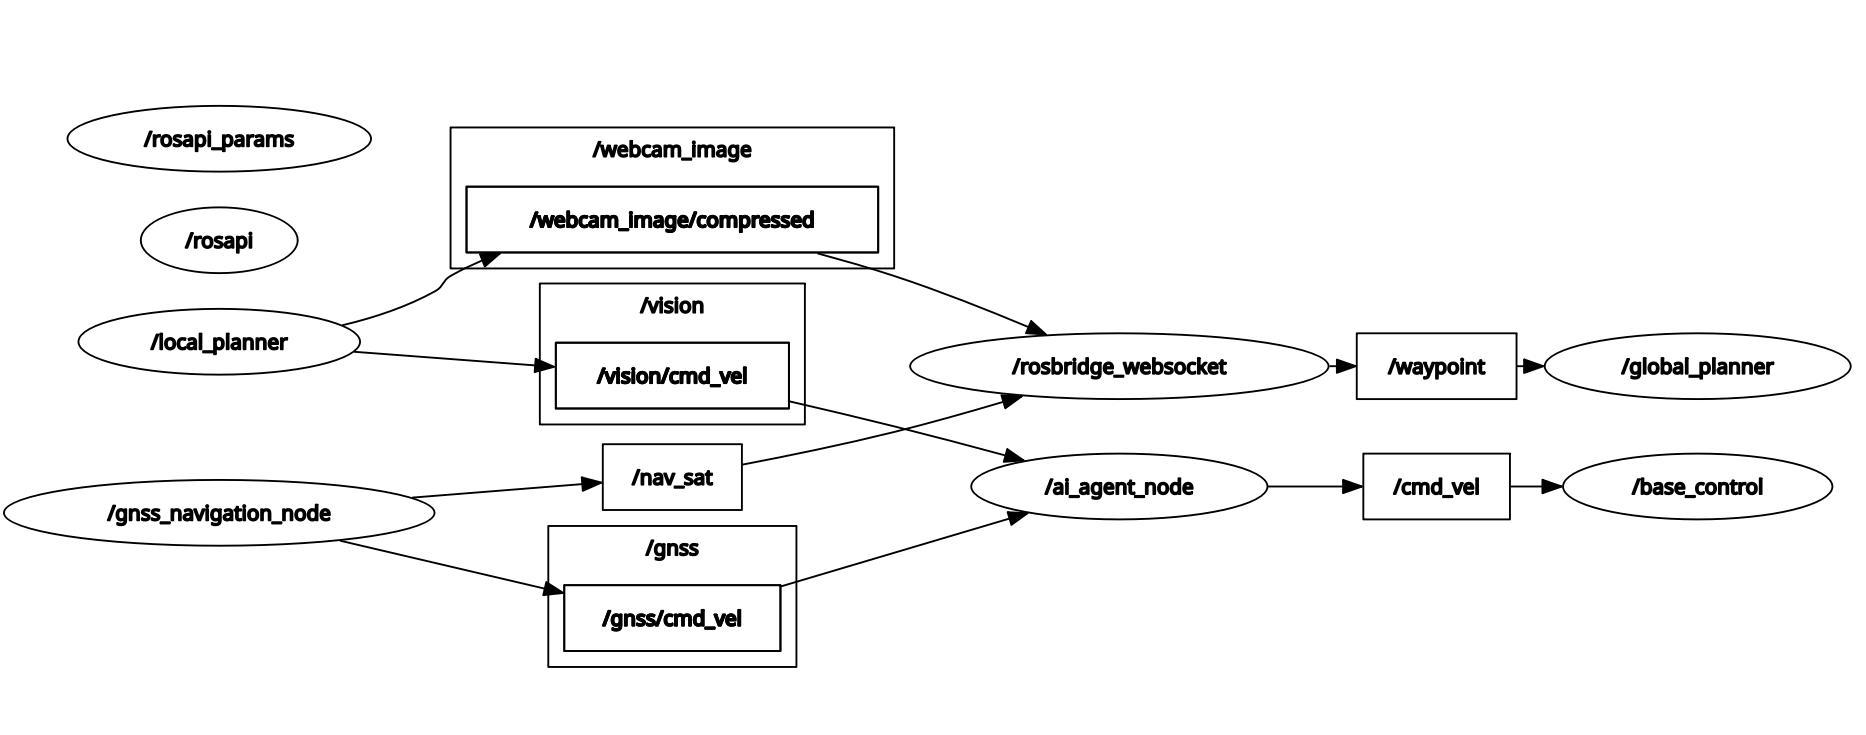 /rosapi_params
/rosapi
/local_planner
/gnss_navigation_node
/webcam_image
/webcam_image/compressed
/vision
/vision/cmd_vel
/nav_sat
/gnss
/gnss/cmd_vel
/rosbridge_websocket
/ai_agent_node
/waypoint
/cmd_vel
/global_planner
/base_control